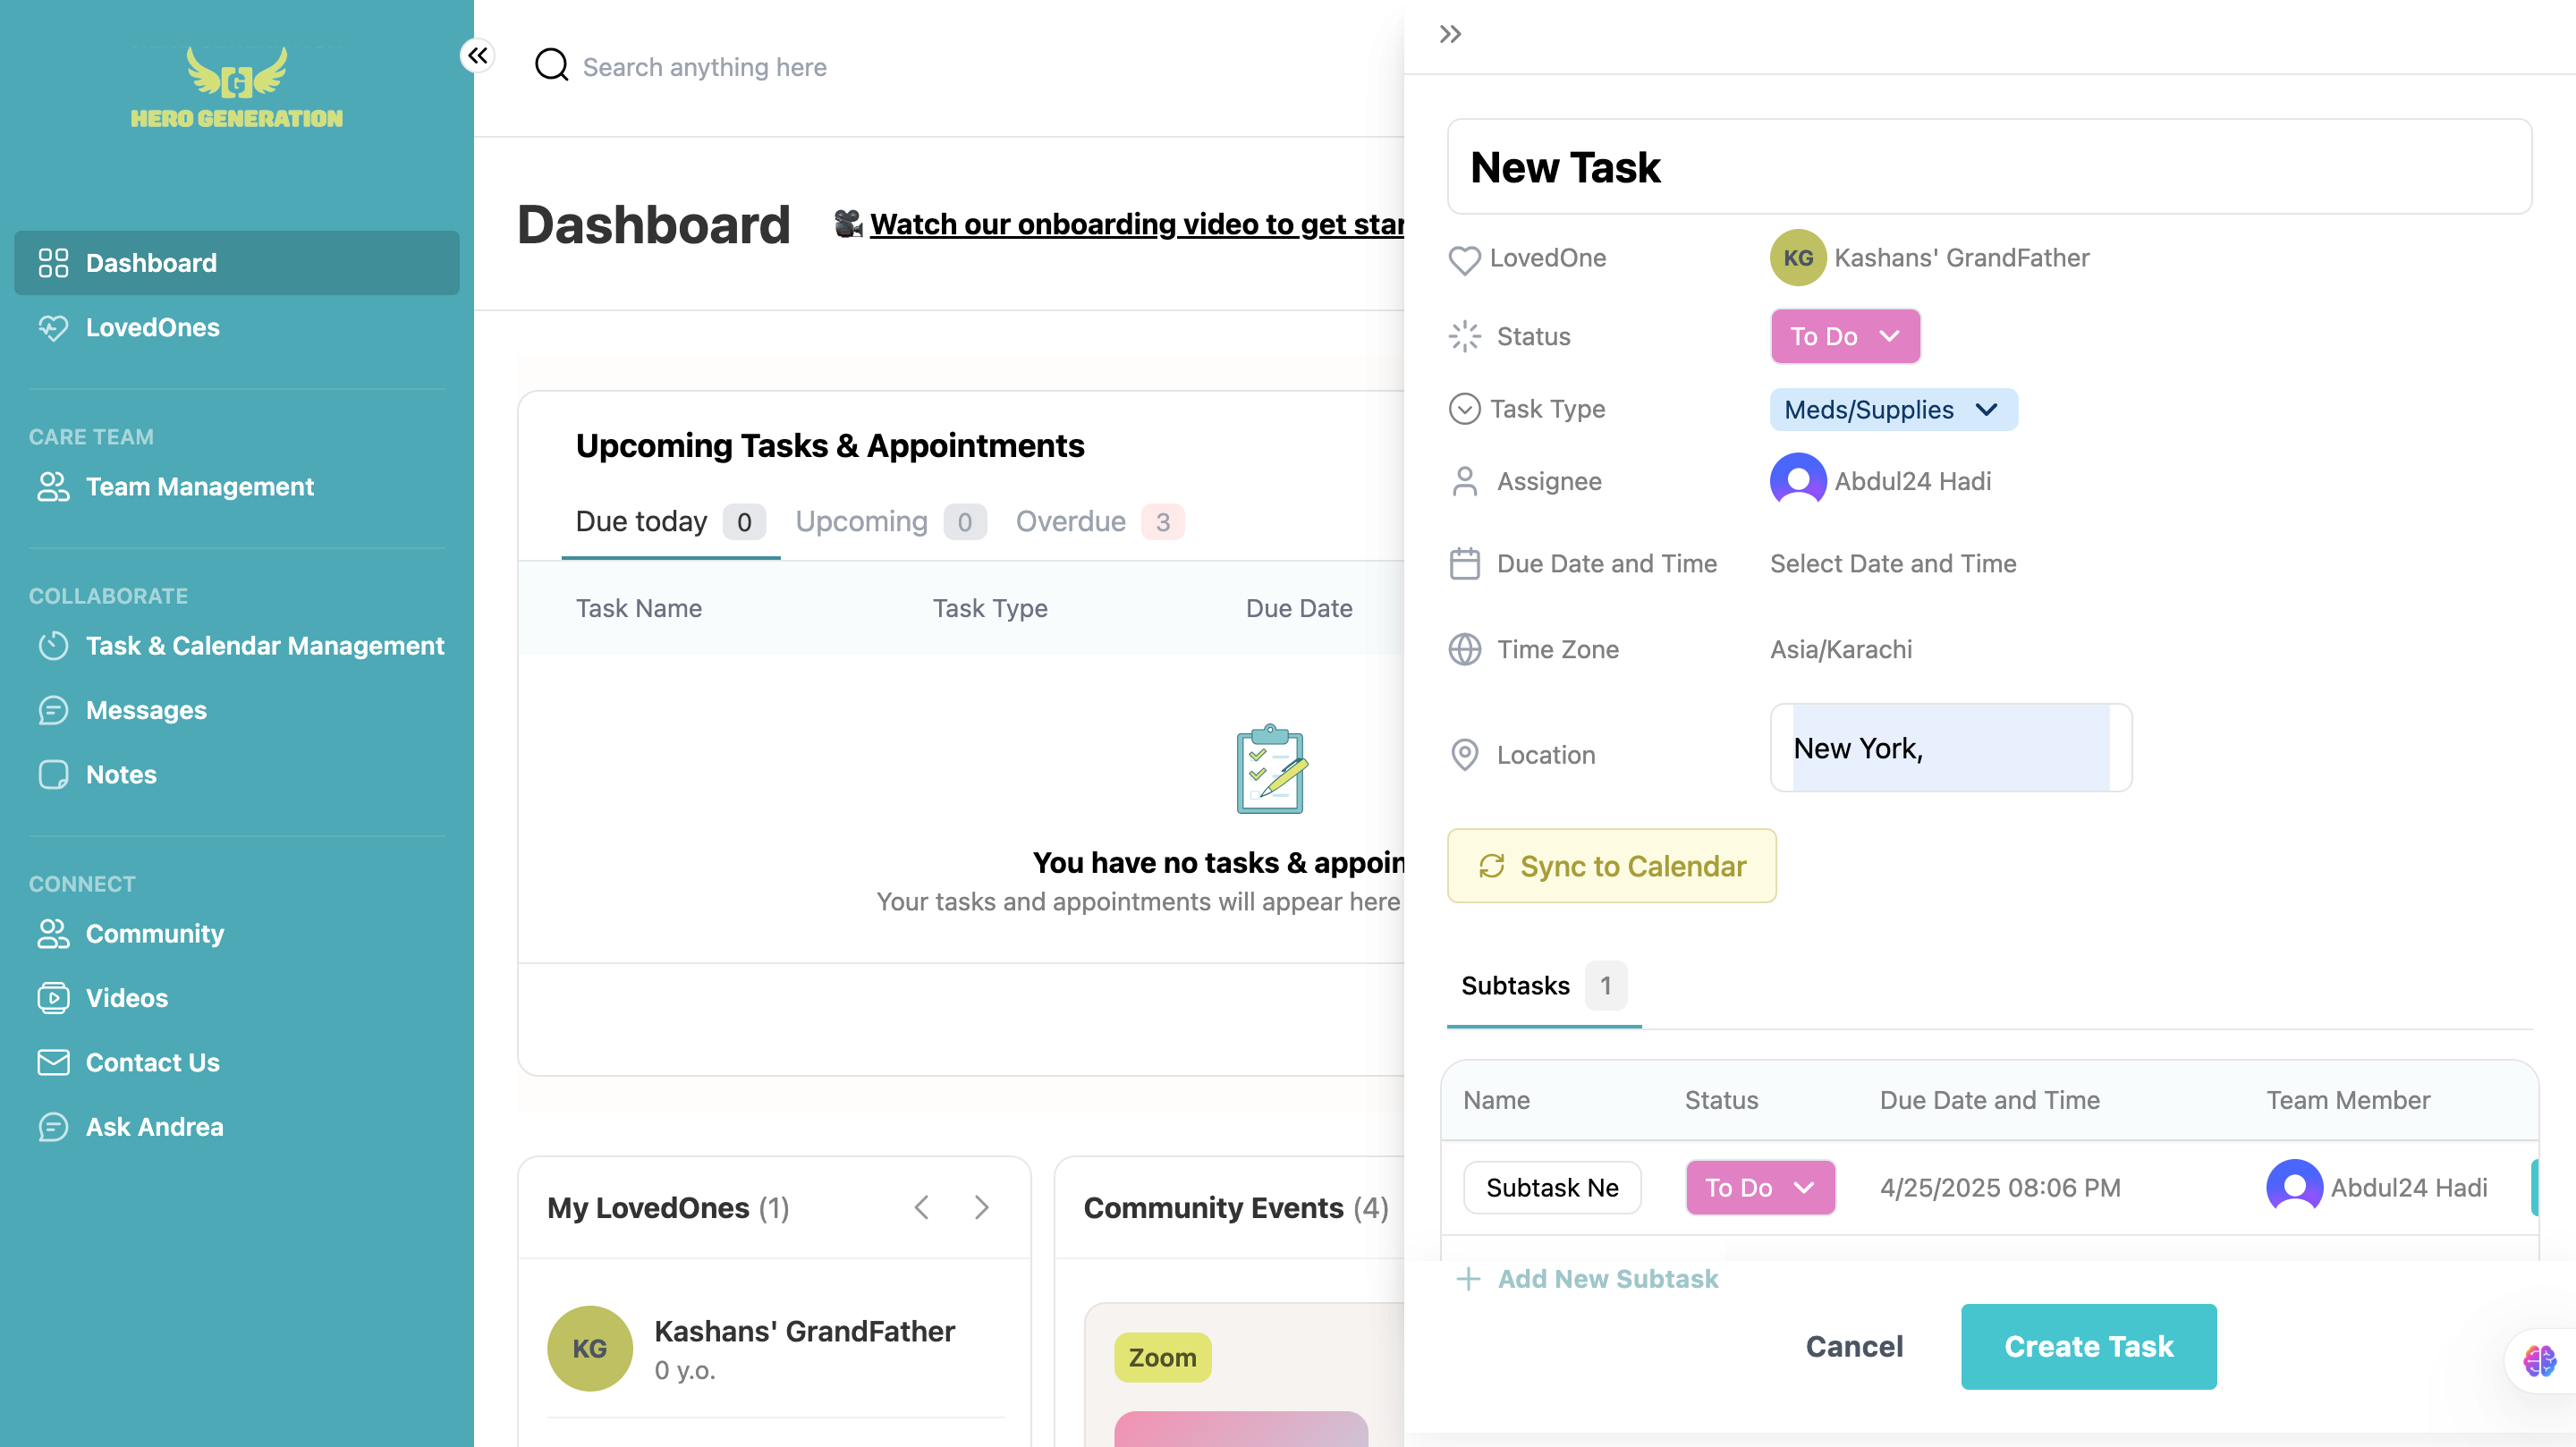 HERO GENERATION
Dashboard
LovedOnes
CARE TEAM
Team Management
COLLABORATE
Task & Calendar Management
Messages
Notes
CONNECT
Community
Videos
Contact Us
Ask Andrea
Search anything here
Dashboard
Watch our onboarding video to get star
Upcoming Tasks & Appointments
Due today 0 Upcoming 0 Overdue 3
Task Name Task Type Due Date
You have no tasks & appoin
Your tasks and appointments will appear here
My LovedOnes (1)
KG
Kashans' GrandFather
0 y.o.
Community Events (4)
Zoom
New Task
LovedOne KG Kashans' GrandFather
Status To Do
Task Type Meds/Supplies
Assignee Abdul24 Hadi
Due Date and Time Select Date and Time
Time Zone Asia/Karachi
Location New York,
Sync to Calendar
Subtasks 1
Name Status Due Date and Time Team Member
Subtask Ne To Do 4/25/2025 08:06 PM Abdul24 Hadi
Add New Subtask
Cancel Create Task